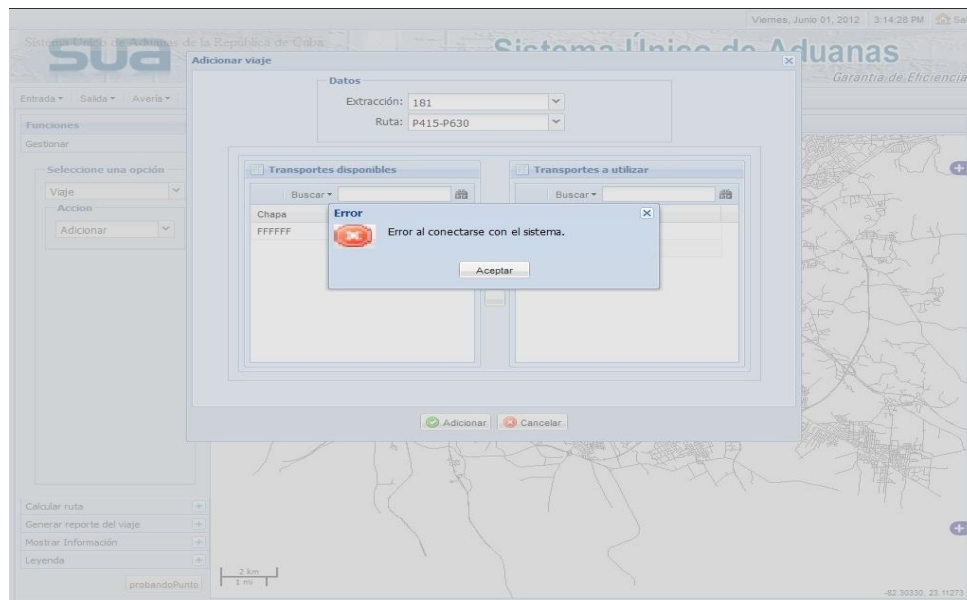 Viernes, Junio 01, 2012 3:14:28 PM Sa
Sistema Único de Aduanas de la República de Cuba
SUA
Sistema Único de Aduanas
Garantía de Eficiencia
Adicionar viaje
Entrada Salida Avería
Funciones
Gestionar
Seleccione una opción
Viaje
Accion
Adicionar
Datos
Extracción: 181
Ruta: P415-P630
Transportes disponibles
Transportes a utilizar
Buscar
Buscar
Chapa
FFFFFF
Error
Error al conectarse con el sistema.
Aceptar
Adicionar Cancelar
Calcular ruta
Generar reporte del viaje
Mostrar Información
Leyenda
probandoPunto
2 km
1 mi
-82.30330, 23.11273